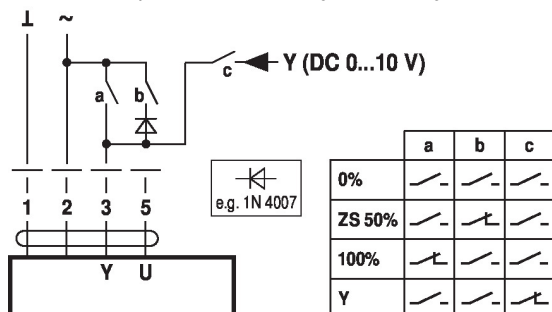 ⊥ ~
a b c Y (DC 0...10 V)
1 2 3 5
Y U
e.g. 1N 4007
a b c
0%
ZS 50%
100%
Y